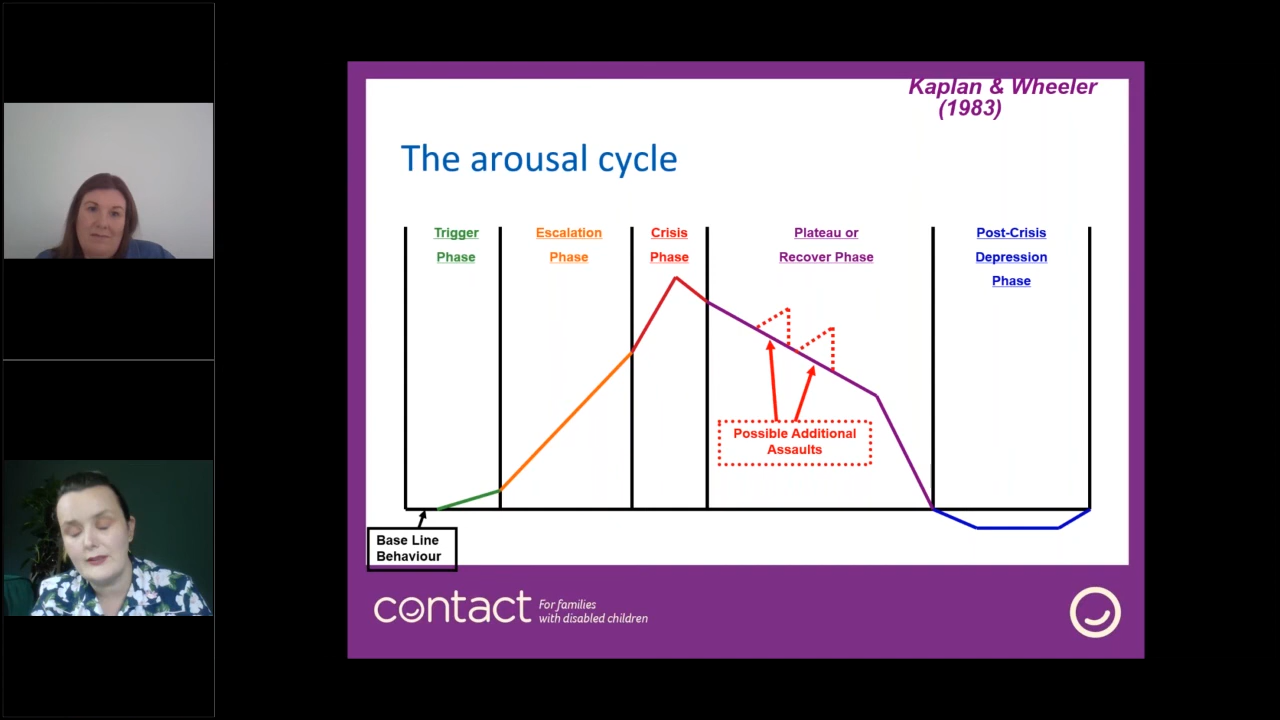 Kaplan & Wheeler
(1983)
The arousal cycle
Trigger
Phase
Escalation
Phase
Crisis
Phase
Plateau or
Recover Phase
Post-Crisis
Depression
Phase
Possible Additional
Assaults
Base Line
Behaviour
contact
For families
with disabled children